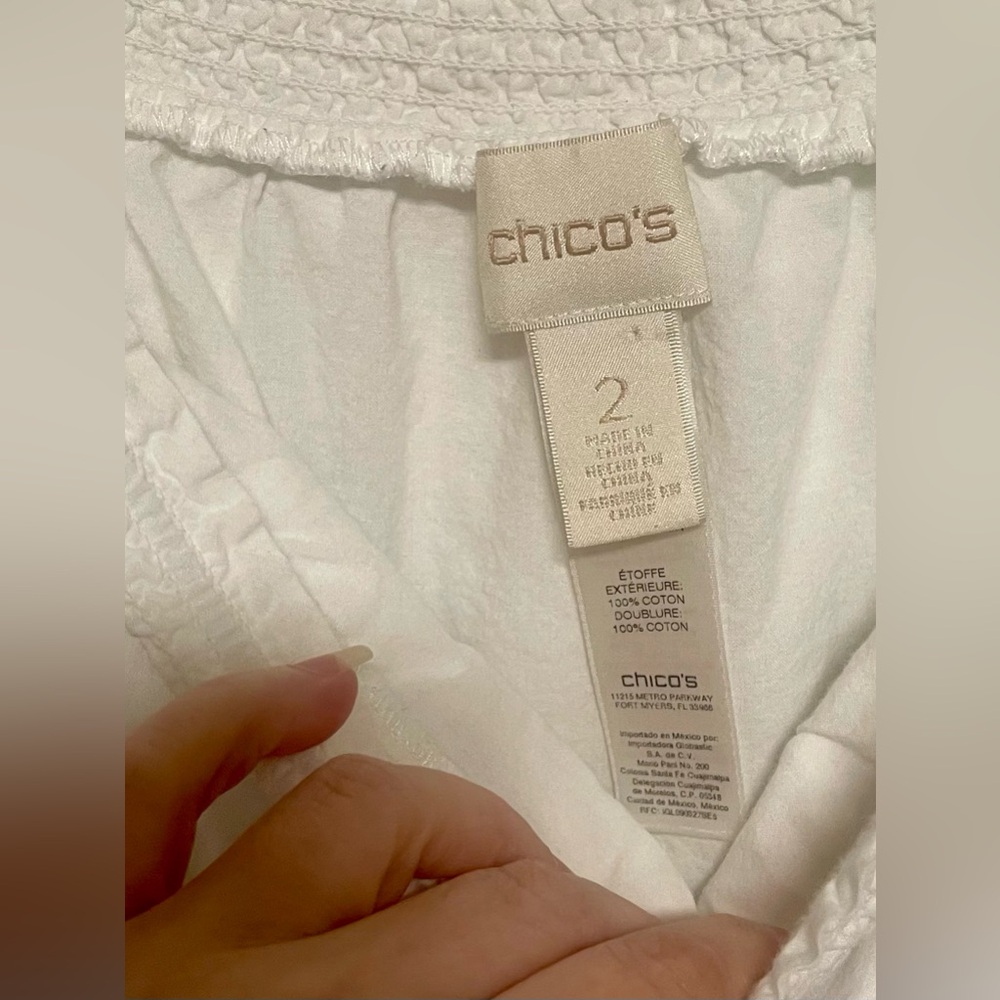 chico's
2
MADE IN
CHINA
HECHO EN
CHINA
FABRIQUÉ EN
CHINE
ÉTOFFE
EXTÉRIEURE:
100% COTON
DOUBLURE:
100% COTON
chico's
11215 METRO PARKWAY
FORT MYERS, FL 33966
Importado en México por:
Importadora Globastic
S.A. de C.V.
Mario Pani No. 200
Colonia Santa Fe Cuajimalpa
Delegación Cuajimalpa
de Morelos, C.P. 05348
Ciudad de México, México
RFC: